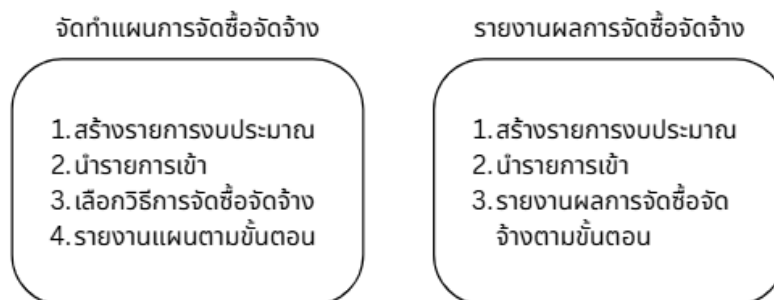 จัดทำแผนการจัดซื้อจัดจ้าง
1.สร้างรายการงบประมาณ
2.นำรายการเข้า
3.เลือกวิธีการจัดซื้อจัดจ้าง
4.รายงานแผนตามขั้นตอน
รายงานผลการจัดซื้อจัดจ้าง
1.สร้างรายการงบประมาณ
2.นำรายการเข้า
3.รายงานผลการจัดซื้อจัด
จ้างตามขั้นตอน